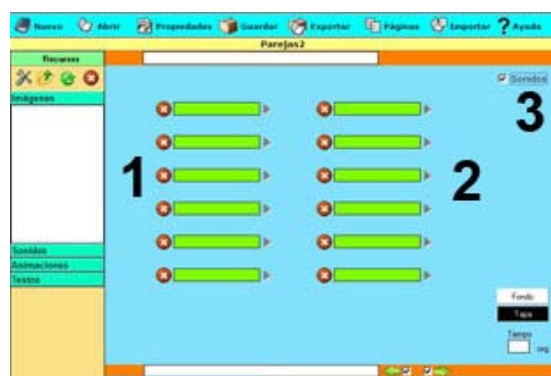 Nuevo Abrir Propiedades Guardar Exportar Páginas Importar Ayuda
Parejas2
Recursos
Imágenes
Sonidos
3
1
2
Sonidos
Animaciones
Textos
Fondo
Tapa
Tiempo
seg